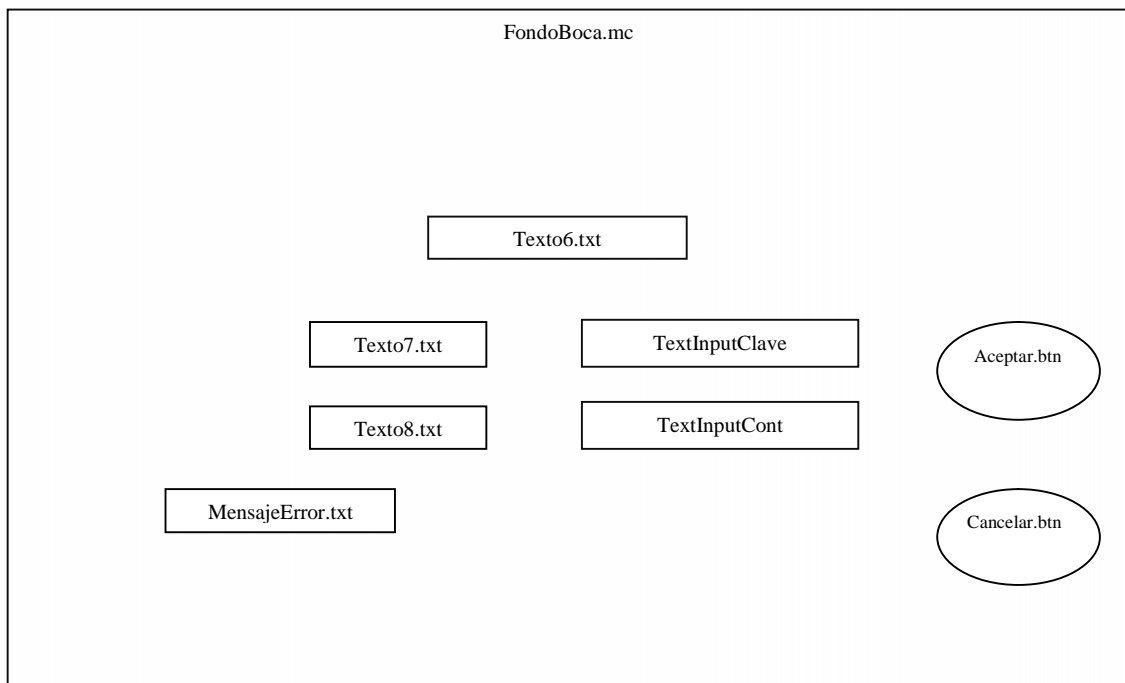 FondoBoca.mc
Texto6.txt
Texto7.txt
TextInputClave
Aceptar.btn
Texto8.txt
TextInputCont
MensajeError.txt
Cancelar.btn